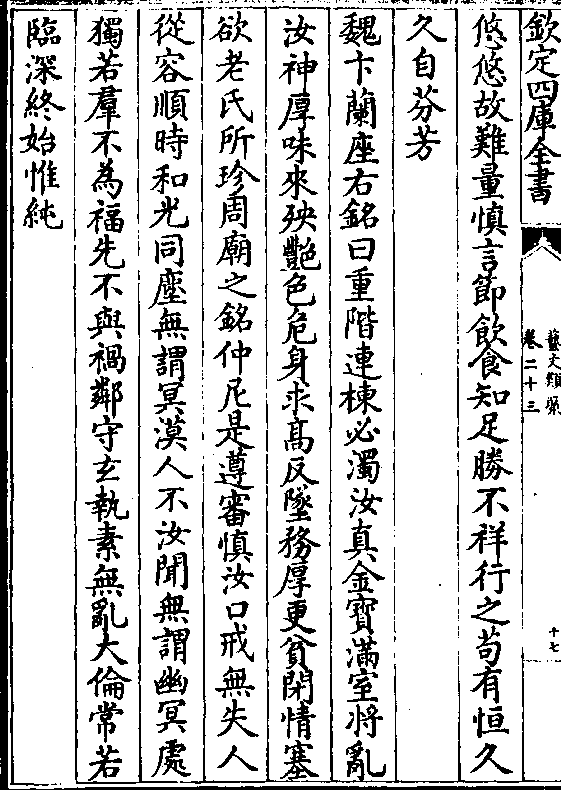 欽定四庫全書
藝文類聚
卷二十三
十七
悠悠故難量慎言節飲食知足勝不祥行之茍有恒久
久自芬芳
魏卞蘭座右銘曰重階連棟必濁汝真金寳滿室將亂
汝神厚味來殃艷色危身求髙反墜務厚更貧閉情塞
欲老氏所珍周廟之銘仲尼是遵審慎汝口戒無失人
從容順時和光同塵無謂冥漠人不汝聞無謂幽冥處
獨若羣不為福先不與禍鄰守玄執素無亂大倫常若
臨深終始惟純